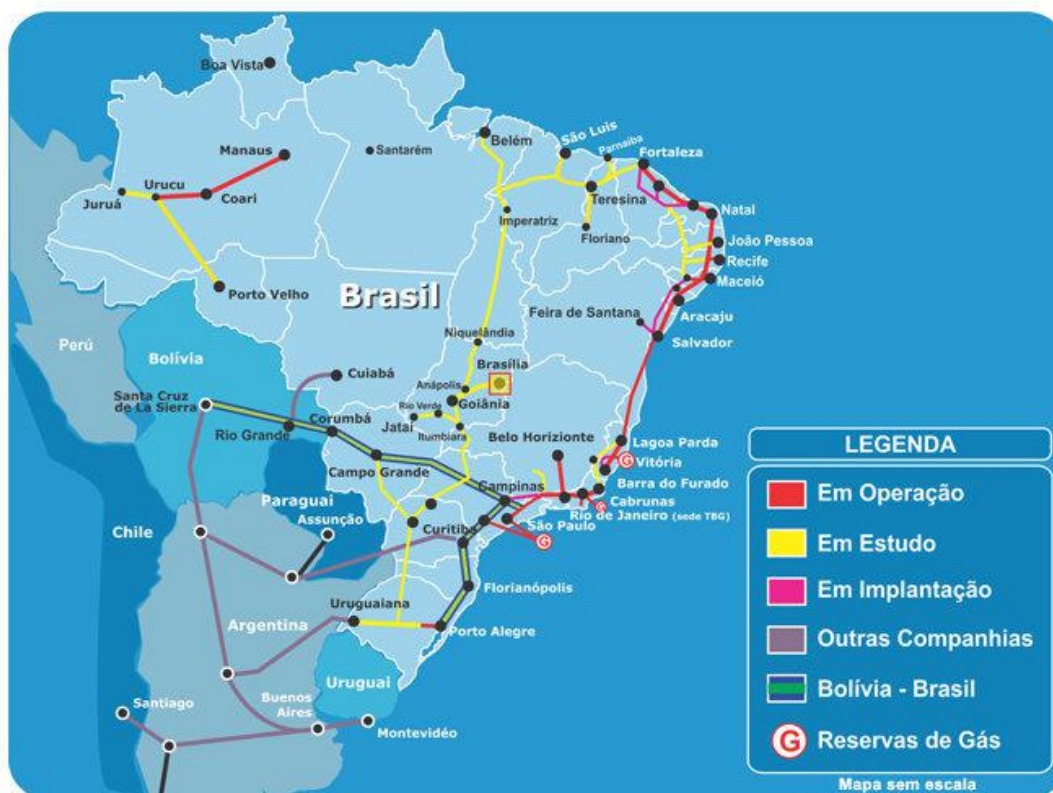 Boa Vista
Manaus
Santarém
Belém
São Luis
Parnaíba
Fortaleza
Urucu
Juruá
Coari
Teresina
Natal
Imperatriz
Floriano
João Pessoa
Recife
Maceió
Porto Velho
Brasil
Feira de Santana
Aracaju
Salvador
Perú
Bolívia
Niquelândia
Cuiabá
Brasília
Anápolis
Santa Cruz
de La Sierra
Goiânia
Rio Verde
Jataí
Corumbá
Itumbiara
Rio Grande
Belo Horizionte
Lagoa Parda
G
Vitória
Campo Grande
Campinas
Barra do Furado
Cabrunas
G
Rio de Janeiro (sede TBG)
Paraguai
Assunção
Chile
São Paulo
Curitiba
G
Florianópolis
Uruguaiana
Argentina
Porto Alegre
Uruguai
Santiago
Buenos
Aires
Montevidéo
LEGENDA
Em Operação
Em Estudo
Em Implantação
Outras Companhias
Bolívia - Brasil
G Reservas de Gás
Mapa sem escala